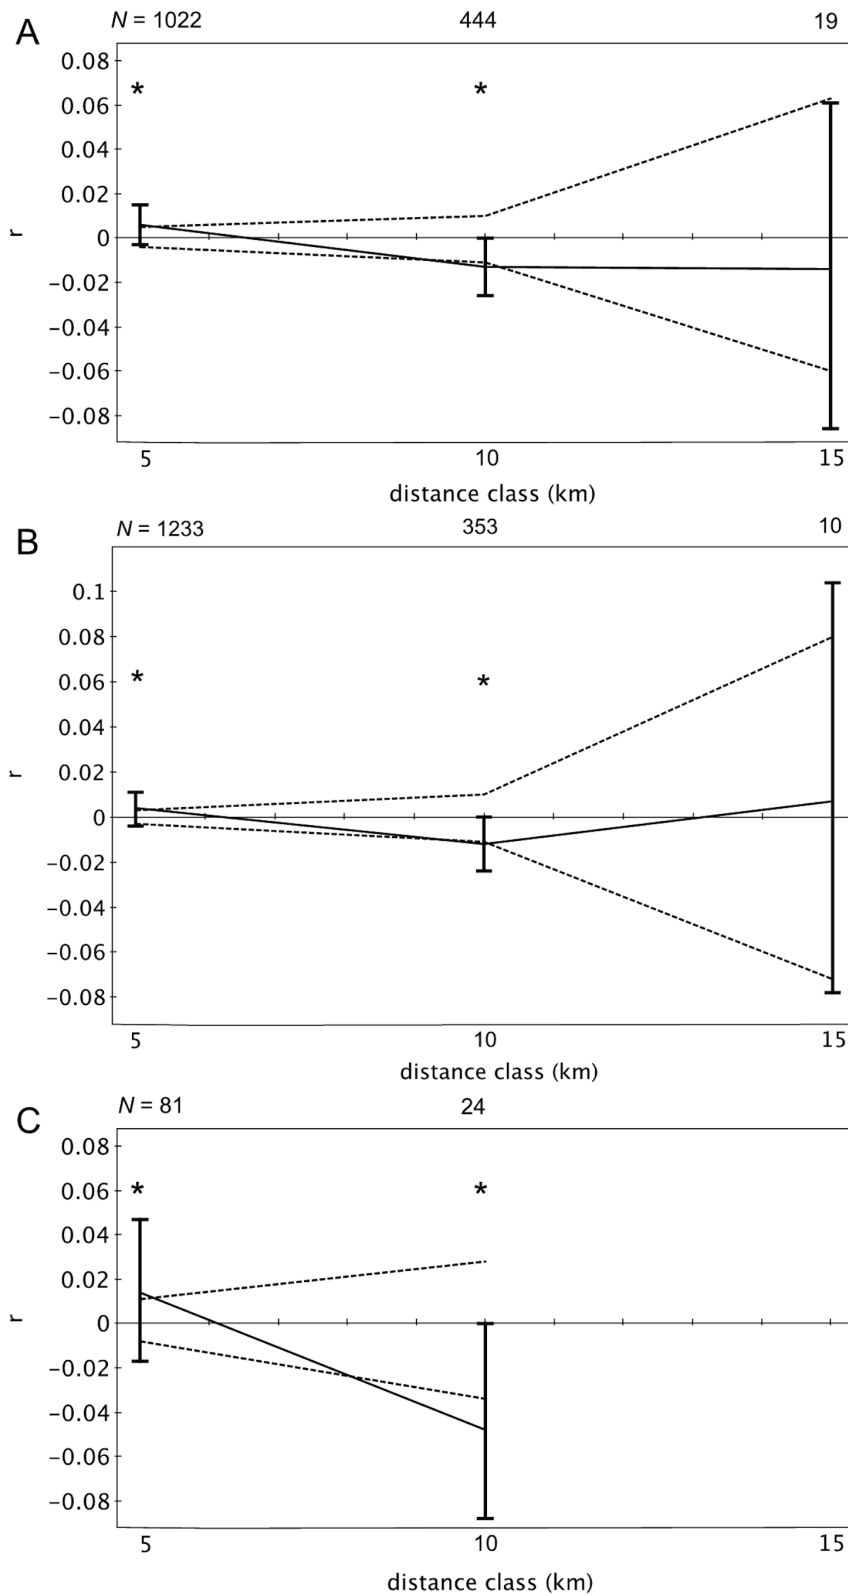 A
N = 1022 444 19
0.08
*
*
0.06
0.04
0.02
r
0
−0.02
−0.04
−0.06
−0.08
5 10 15
distance class (km)
B
N = 1233 353 10
0.1
0.08
0.06
*
*
0.04
0.02
r
0
−0.02
−0.04
−0.06
−0.08
5 10 15
distance class (km)
C
N = 81 24
0.08
0.06
*
*
0.04
0.02
r
0
−0.02
−0.04
−0.06
−0.08
5 10 15
distance class (km)